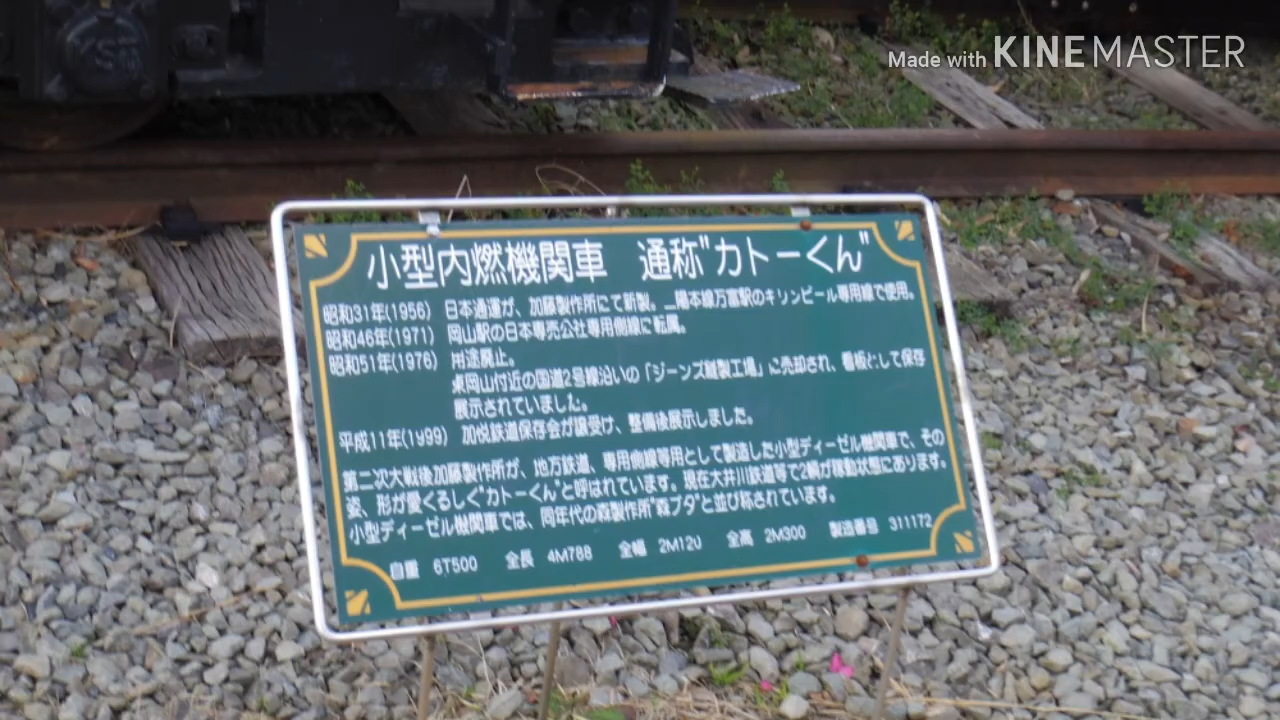 Made with KINEMASTER
小型内燃機関車 通称"カトーくん"
昭和31年(1956) 日本通運が、加藤製作所にて新製。 陽本線万富駅のキリンビール専用線で使用。
昭和46年(1971) 岡山駅の日本専売公社専用側線に転属。
昭和51年(1976) 用途廃止。
東岡山付近の国道2号線沿いの「ジーンズ縫製工場」に売却され、看板として保存
展示されていました。
平成11年(1999) 加悦鉄道保存会が譲受け、整備後展示しました。
第二次大戦後加藤製作所が、地方鉄道、専用側線等用として製造した小型ディーゼル機関車で、その
姿、形が愛くるしく"カトーくん"と呼ばれています。現在大井川鉄道等で2輌が稼動状態にあります。
小型ディーゼル機関車では、同年代の森製作所"森ブタ"と並び称されています。
自重 6T500 全長 4M788 全幅 2M120 全高 2M300 製造番号 311172